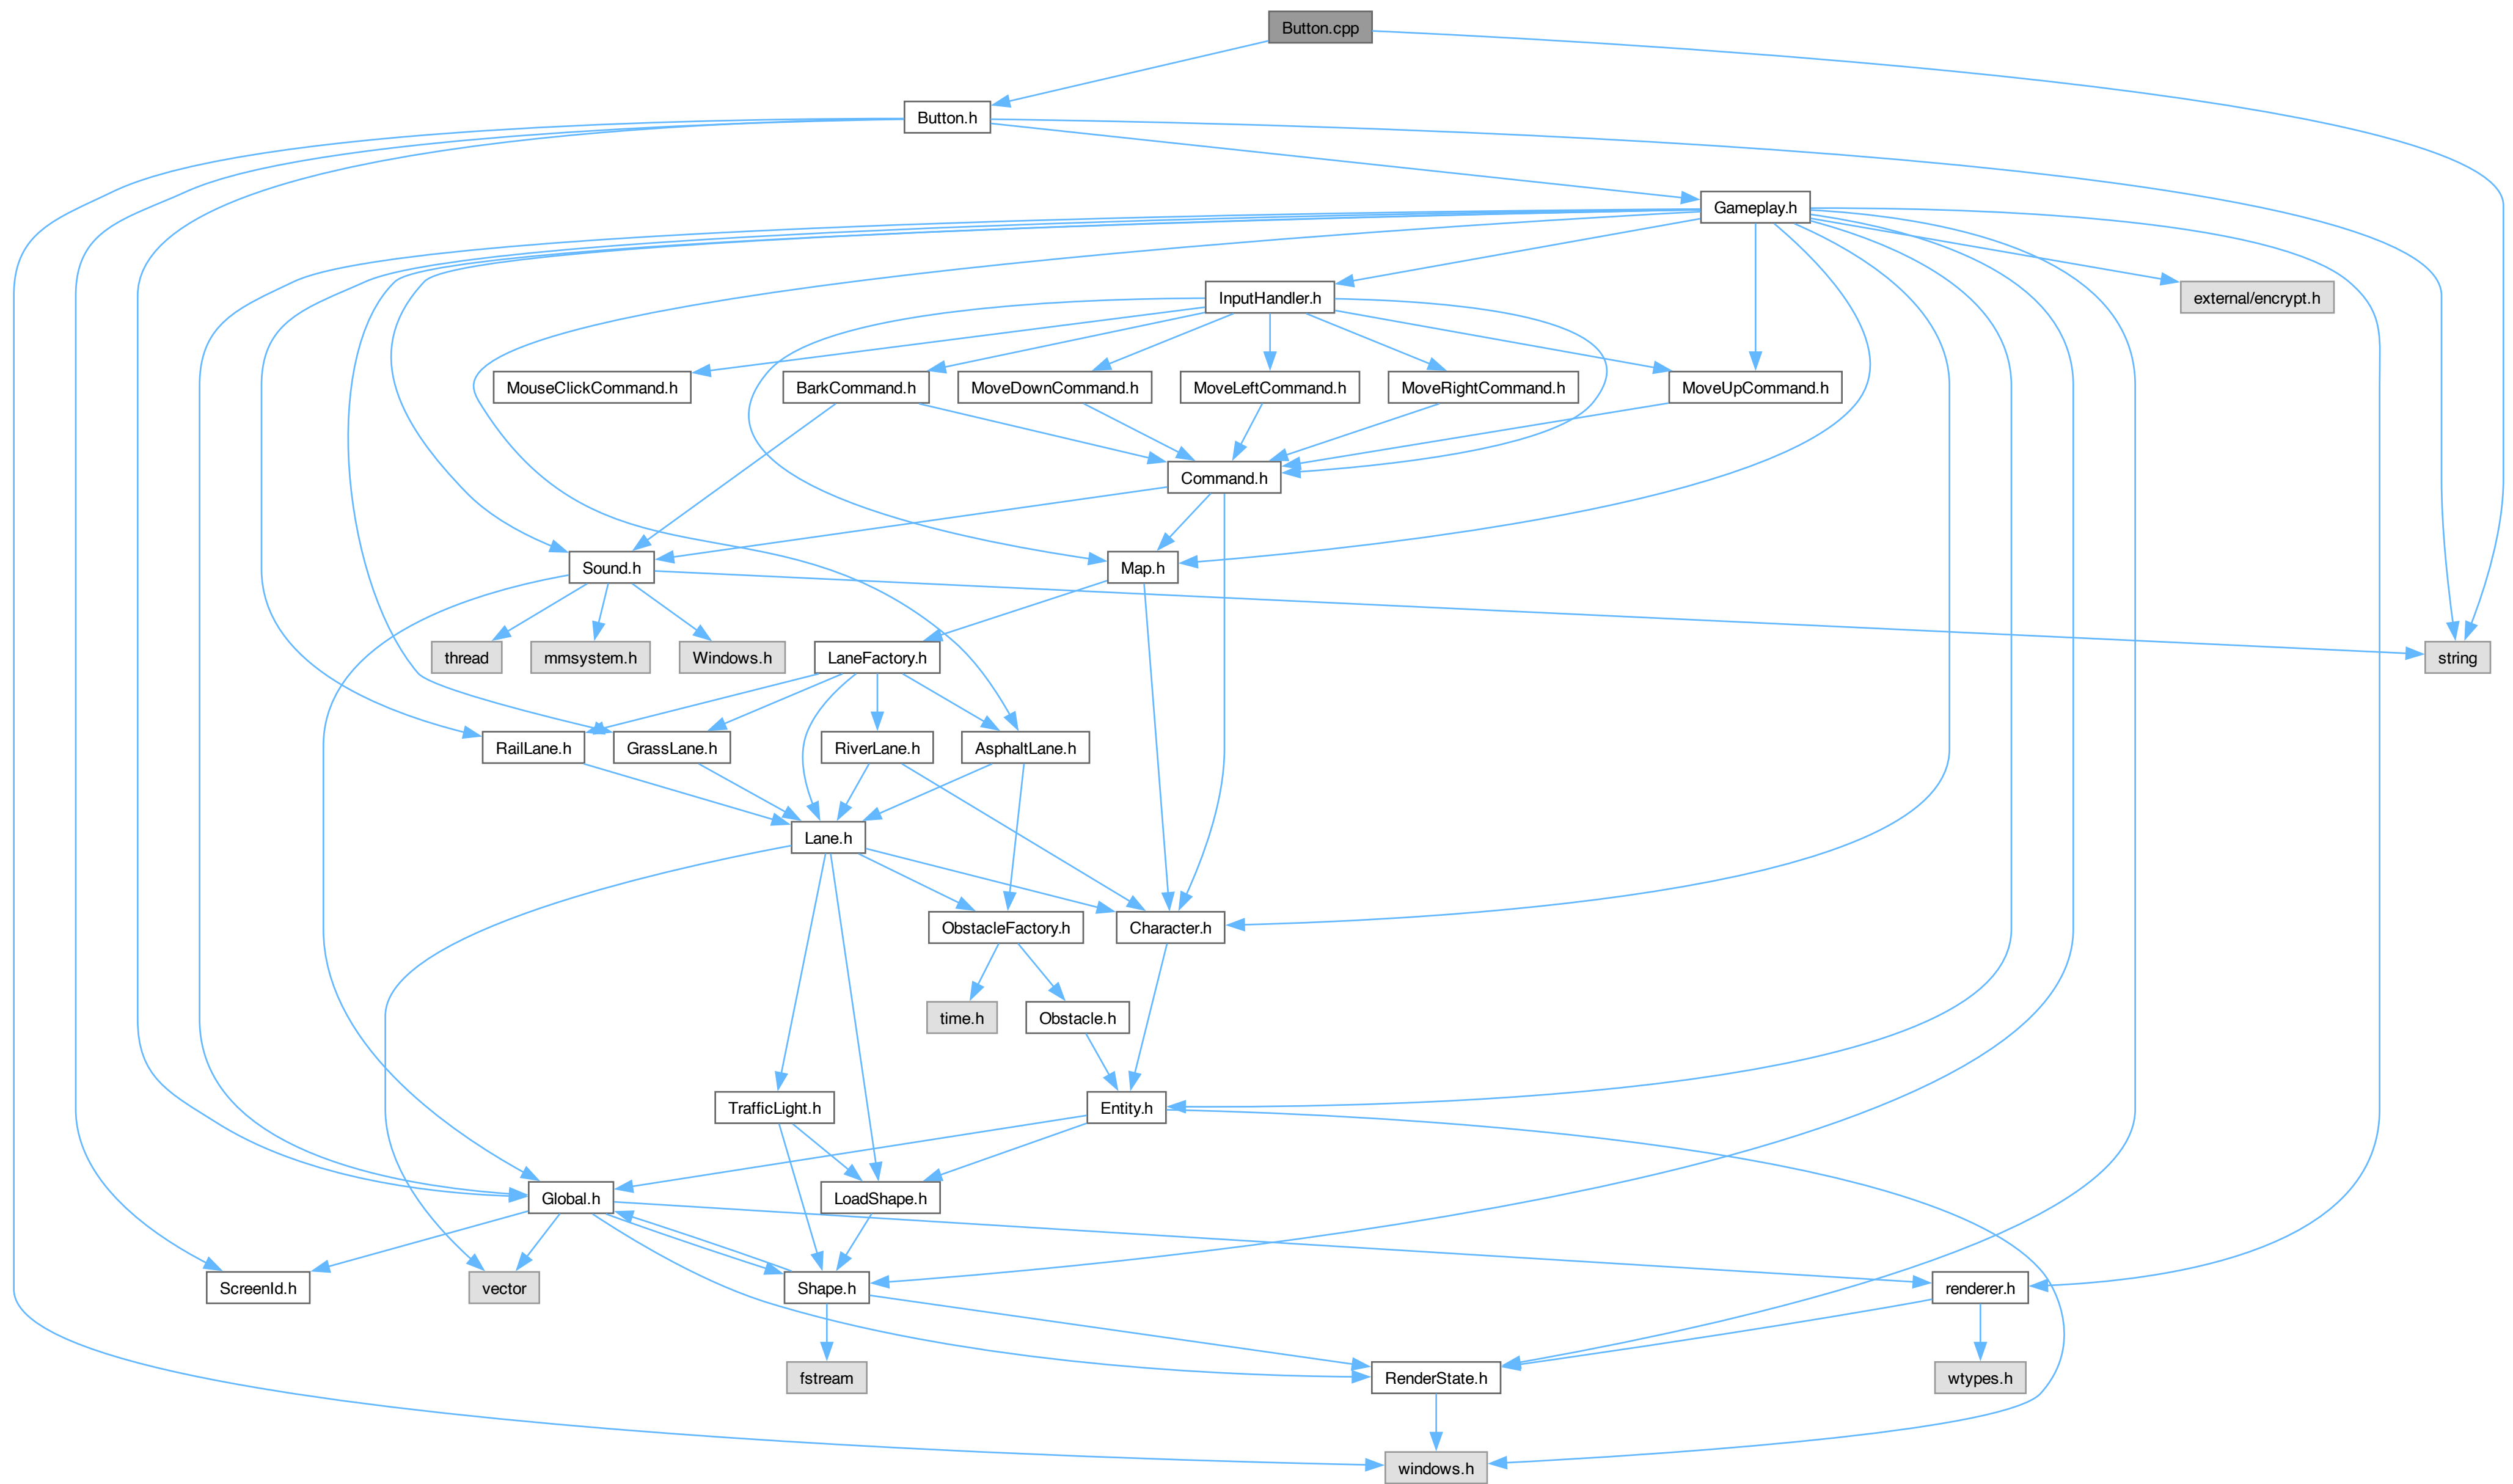 Button.cpp
Button.h
Gameplay.h
InputHandler.h
external/encrypt.h
MouseClickCommand.h
BarkCommand.h
MoveDownCommand.h
MoveLeftCommand.h
MoveRightCommand.h
MoveUpCommand.h
Command.h
Sound.h
Map.h
thread
mmsystem.h
Windows.h
LaneFactory.h
string
RailLane.h
GrassLane.h
RiverLane.h
AsphaltLane.h
Lane.h
ObstacleFactory.h
Character.h
time.h
Obstacle.h
TrafficLight.h
Entity.h
Global.h
LoadShape.h
ScreenId.h
vector
Shape.h
renderer.h
fstream
RenderState.h
wtypes.h
windows.h